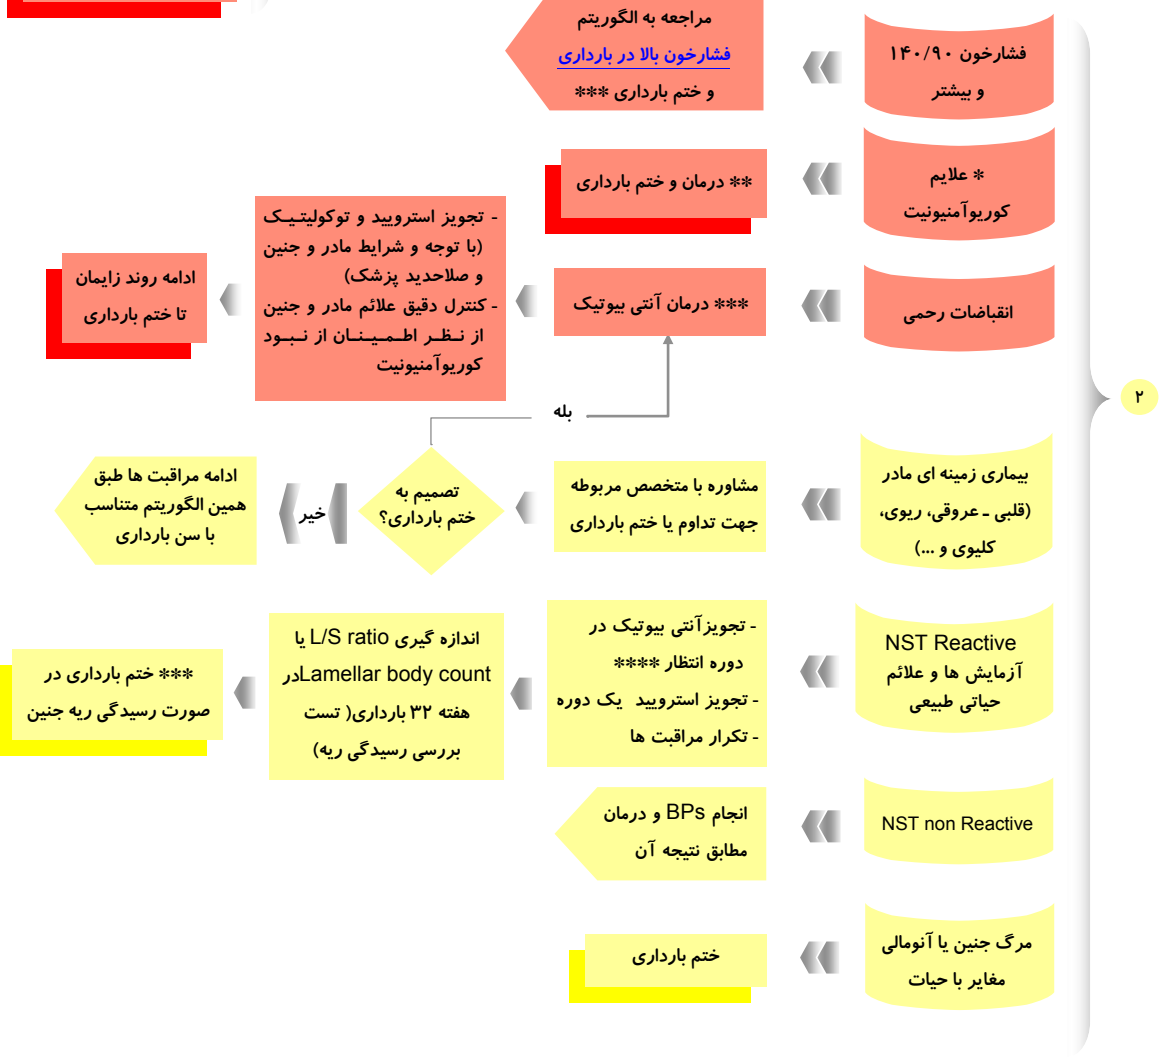 ۲
فشارخون ۱۴۰/۹۰
و بیشتر
مراجعه به الگوریتم
فشارخون بالا در بارداری
و ختم بارداری ***
* علایم
کوریوآمنیونیت
** درمان و ختم بارداری
انقباضات رحمی
*** درمان آنتی بیوتیک
- تجویز استرویید و توکولیتیک
(با توجه و شرایط مادر و جنین
و صلاحدید پزشک)
- کنترل دقیق علائم مادر و جنین
از نظر اطمینان از نبود
کوریوآمنیونیت
ادامه روند زایمان
تا ختم بارداری
بیماری زمینه ای مادر
(قلبی ـ عروقی، ریوی،
کلیوی و ...)
مشاوره با متخصص مربوطه
جهت تداوم یا ختم بارداری
تصمیم به
ختم بارداری؟
بله
خیر
ادامه مراقبت ها طبق
همین الگوریتم متناسب
با سن بارداری
NST Reactive
آزمایش ها و علائم
حیاتی طبیعی
- تجویزآنتی بیوتیک در
دوره انتظار ****
- تجویز استرویید یک دوره
- تکرار مراقبت ها
اندازه گیری L/S ratio یا
Lamellar body countدر
هفته ۳۲ بارداری( تست
بررسی رسیدگی ریه)
*** ختم بارداری در
صورت رسیدگی ریه جنین
NST non Reactive
انجام BPs و درمان
مطابق نتیجه آن
مرگ جنین یا آنومالی
مغایر با حیات
ختم بارداری